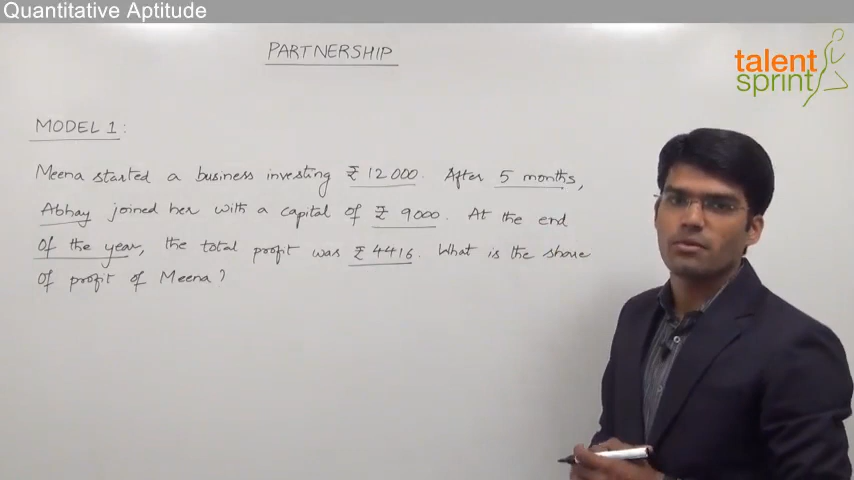 Quantitative Aptitude
PARTNERSHIP
talent
sprint
MODEL 1:
Meena started a business investing ₹ 12000. After 5 months,
Abhay joined her with a capital of ₹ 9000. At the end
of the year, the total profit was ₹ 4416. What is the share
of profit of Meena?